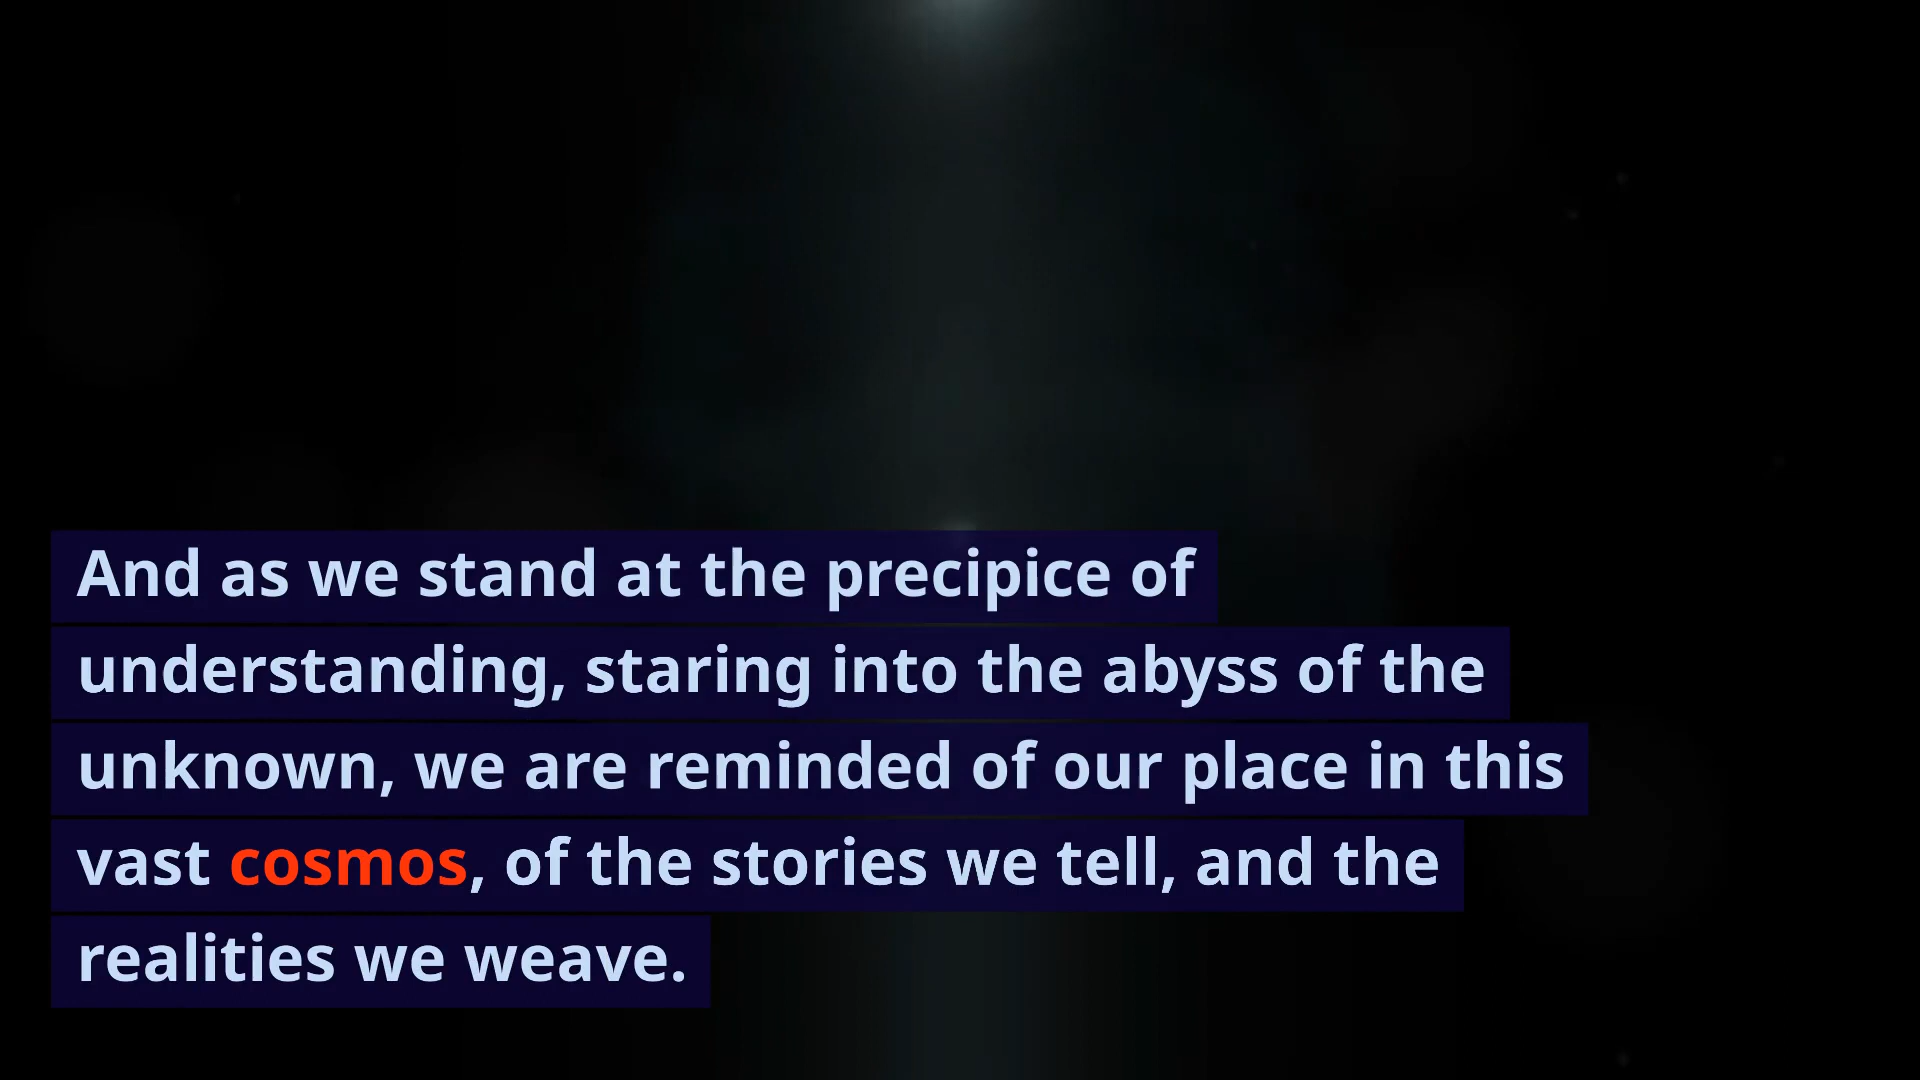 And as we stand at the precipice of
understanding, staring into the abyss of the
unknown, we are reminded of our place in this
vast cosmos, of the stories we tell, and the
realities we weave.